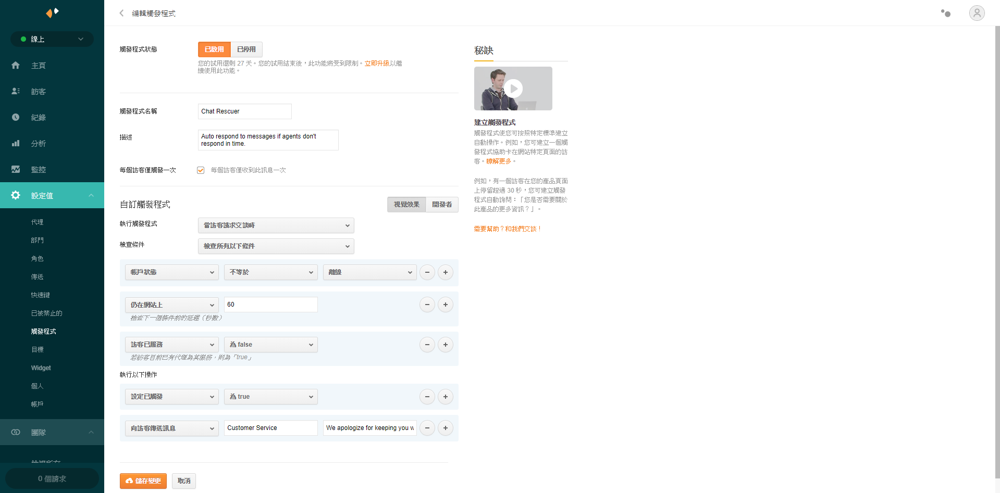 編輯觸發程式
線上
主頁
訪客
紀錄
分析
監控
設定值
代理
部門
角色
傳送
快速鍵
已被禁止的
觸發程式
目標
Widget
個人
帳戶
團隊
0 個請求
觸發程式狀態
已啟用
已停用
您的試用還剩 27 天。您的試用結束後，此功能將受到限制。立即升級以繼
續使用此功能。
觸發程式名稱
Chat Rescuer
描述
Auto respond to messages if agents don't
respond in time.
每個訪客僅觸發一次
每個訪客僅收到此訊息一次
自訂觸發程式
視覺效果
開發者
執行觸發程式
當訪客請求交談時
檢查條件
檢查所有以下條件
帳戶狀態
不等於
離線
仍在網站上
60
檢查下一個條件前的延遲（秒數）
訪客已服務
為 false
若訪客目前已有代理為其服務，則為「true」
執行以下操作
設定已觸發
為 true
向訪客傳送訊息
Customer Service
We apologize for keeping you w
儲存變更
取消
秘訣
建立觸發程式
觸發程式使您可按照特定標準建立
自動操作。例如，您可建立一個觸
發程式協助卡在網站特定頁面的訪
客。瞭解更多。
例如，有一個訪客在您的產品頁面
上停留超過 30 秒，您可建立觸發
程式自動詢問：「您是否需要關於
此產品的更多資訊？」。
需要幫助？和我們交談！